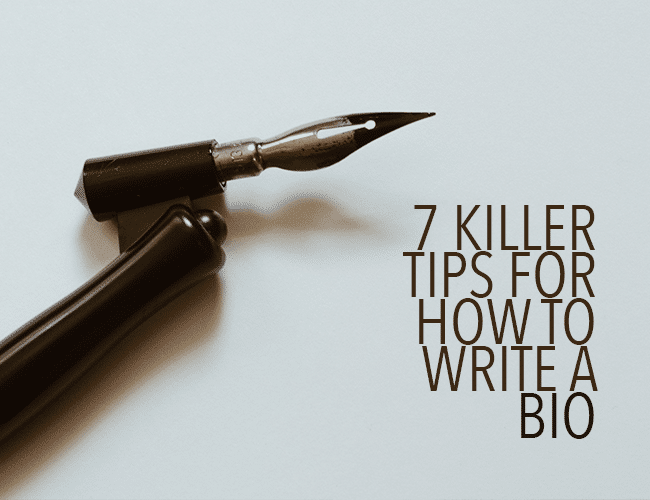 7 KILLER
TIPS FOR
HOW TO
WRITE A
BIO